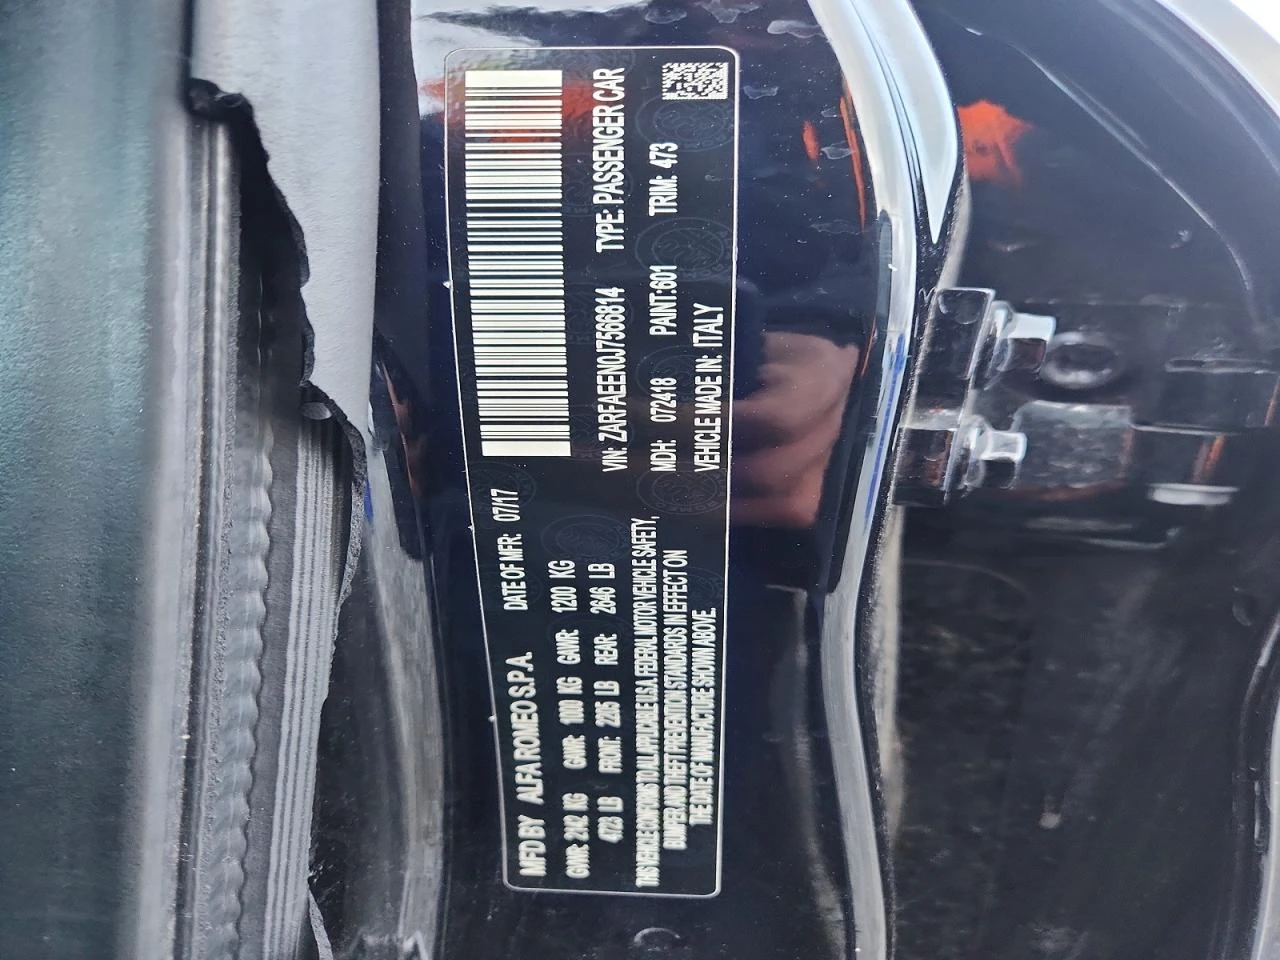 MFD BY ALFA ROMEO S.P.A. DATE OF MFR: 07/17
GVWR: 2142 KG GAWR: 1000 KG GAWR: 1200 KG
4723 LB FRONT: 2205 LB REAR: 2646 LB
THIS VEHICLE CONFORMS TO ALL APPLICABLE U.S.A. FEDERAL MOTOR VEHICLE SAFETY,
BUMPER AND THEFT PREVENTION STANDARDS IN EFFECT ON
THE DATE OF MANUFACTURE SHOWN ABOVE.
VIN: ZARFAEEN0J7566814 TYPE: PASSENGER CAR
MDH: 072418 PAINT:601 TRIM: 473
VEHICLE MADE IN: ITALY